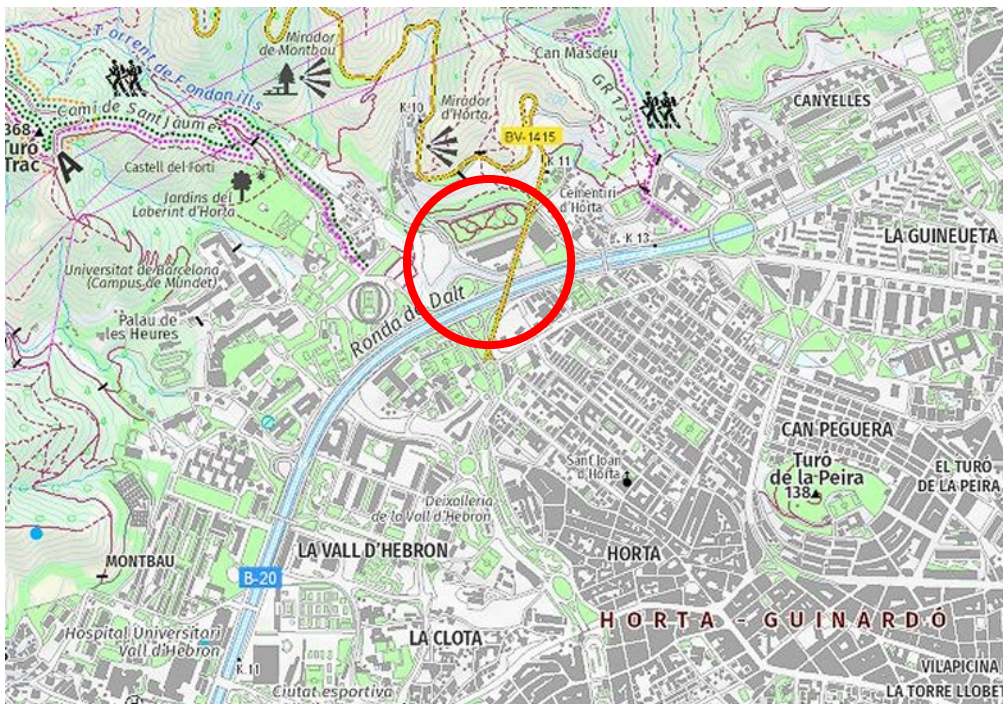 Torrent de Fondanills
Mirador
de Montbau
Can Masdeu
GR 173-5
CANYELLES
K 10
Mirador
d'Horta
BV-1415
K 11
Camí de Sant Jaume
368
Turó
Trac
A
Castell del Fortí
Jardins del
Laberint d'Horta
Cementiri
d'Horta
K 13
LA GUINEUETA
Universitat de Barcelona
(Campus de Mundet)
Ronda de Dalt
Palau de
les Heures
CAN PEGUERA
Turó
de la Peira
138
EL TURÓ
DE LA PEIRA
Sant Joan
d'Horta
Deixalleria
de la Vall d'Hebron
LA VALL D'HEBRON
HORTA
MONTBAU
B-20
HORTA - GUINARDÓ
Hospital Universitari
Vall d'Hebron
LA CLOTA
K 11
Ciutat esportiva
VILAPICINA
LA TORRE LLOBET